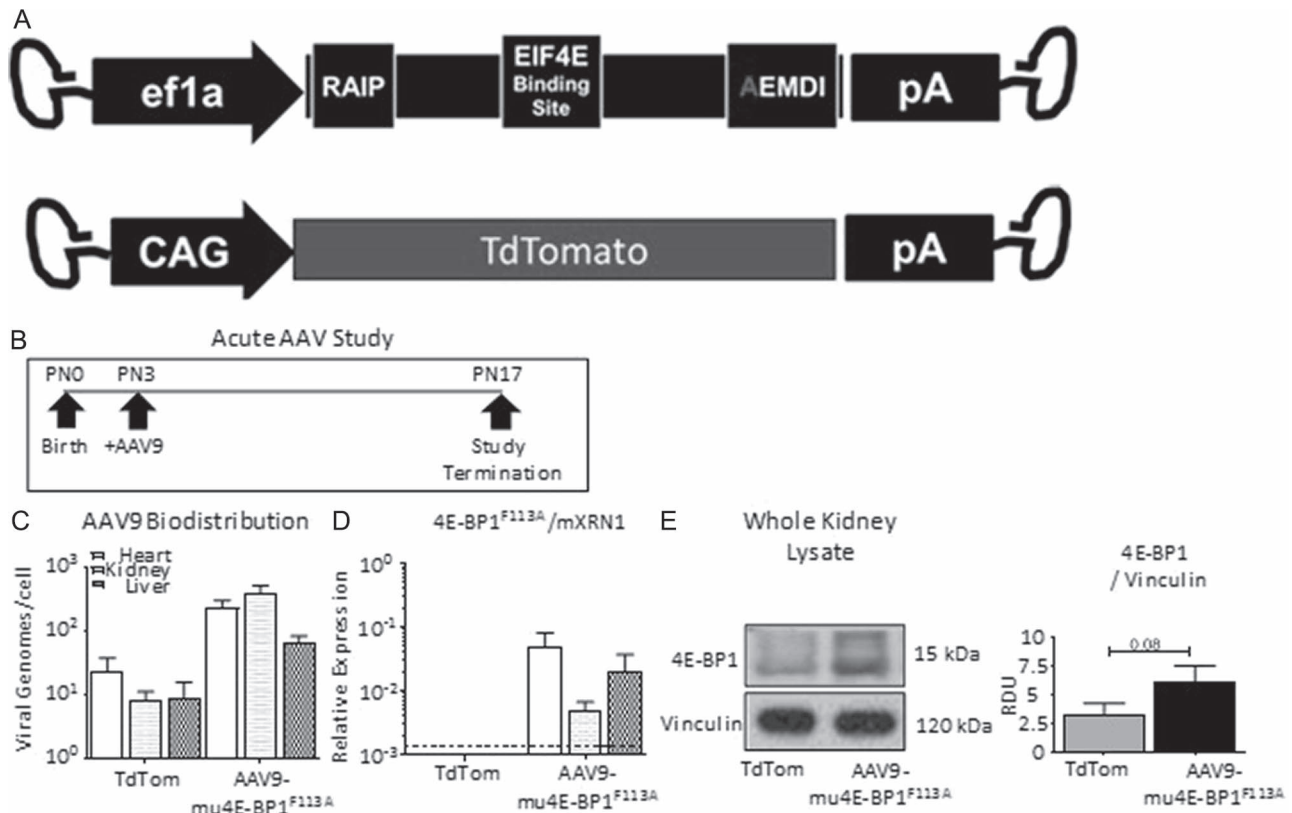 A
ef1a
RAIP
EIF4E
Binding
Site
AEMDI
pA
CAG
TdTomato
pA
B
Acute AAV Study
PN0 PN3 PN17
Birth +AAV9 Study
Termination
C
AAV9 Biodistribution
Heart
Kidney
Liver
Viral Genomes/cell
10³
10²
10¹
10⁰
TdTom AAV9-
mu4E-BP1F113A
D
4E-BP1F113A/mXRN1
Relative Expression
10⁰
10⁻¹
10⁻²
10⁻³
TdTom AAV9-
mu4E-BP1F113A
E
Whole Kidney
Lysate
4E-BP1 15 kDa
Vinculin 120 kDa
TdTom AAV9-
mu4E-BP1F113A
4E-BP1
/ Vinculin
RDU
10
7.5
5
2.5
0
0.08
TdTom AAV9-
mu4E-BP1F113A